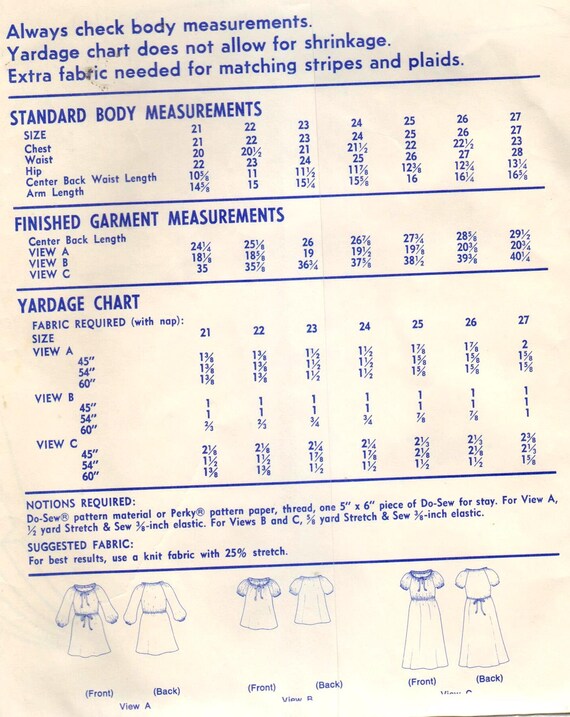 Always check body measurements.
Yardage chart does not allow for shrinkage.
Extra fabric needed for matching stripes and plaids.
STANDARD BODY MEASUREMENTS
SIZE 21 22 23 24 25 26 27
Chest 21 22 23 24 25 26 27
Waist 20 20½ 21 21½ 22 22½ 23
Hip 22 23 24 25 26 27 28
Center Back Waist Length 10⅝ 11 11½ 11⅞ 12⅜ 12¾ 13¼
Arm Length 14⅝ 15 15¼ 15⅝ 16 16¼ 16⅝
FINISHED GARMENT MEASUREMENTS
Center Back Length
VIEW A 24¼ 25⅛ 26 26⅞ 27¾ 28⅝ 29½
VIEW B 18⅛ 18⅝ 19 19½ 19⅞ 20⅜ 20¾
VIEW C 35 35⅞ 36¾ 37⅝ 38½ 39⅜ 40¼
YARDAGE CHART
FABRIC REQUIRED (with nap):
SIZE 21 22 23 24 25 26 27
VIEW A
45" 1⅜ 1⅜ 1½ 1½ 1⅞ 1⅞ 2
54" 1⅜ 1⅜ 1½ 1½ 1⅝ 1⅝ 1⅝
60" 1⅜ 1⅜ 1½ 1½ 1⅝ 1⅝ 1⅝
VIEW B
45" 1 1 1 1 1 1 1
54" 1 1 1 1 1 1 1
60" ⅔ ⅔ ¾ ¾ ⅞ ⅞ 1
VIEW C
45" 2⅛ 2⅛ 2¼ 2¼ 2⅓ 2⅓ 2⅜
54" 1½ 1½ 1⅞ 1⅞ 2⅛ 2⅛ 2⅛
60" 1⅜ 1⅜ 1½ 1½ 1½ 1½ 1⅝
NOTIONS REQUIRED:
Do-Sew® pattern material or Perky® pattern paper, thread, one 5" x 6" piece of Do-Sew for stay. For View A,
½ yard Stretch & Sew ⅜-inch elastic. For Views B and C, ⅝ yard Stretch & Sew ⅜-inch elastic.
SUGGESTED FABRIC:
For best results, use a knit fabric with 25% stretch.
(Front) (Back) (Front) (Back) (Front) (Back)
View A View B View C